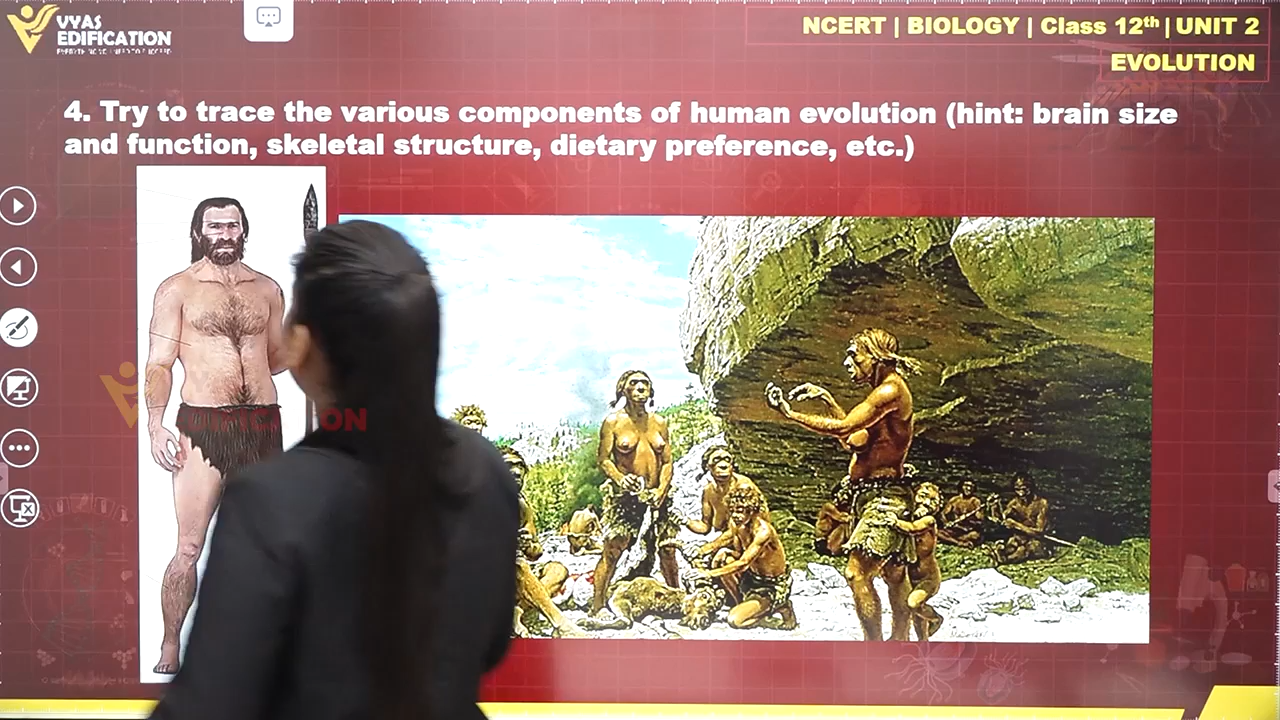 VYAS
EDIFICATION
NCERT | BIOLOGY | Class 12th | UNIT 2
EVOLUTION
4. Try to trace the various components of human evolution (hint: brain size
and function, skeletal structure, dietary preference, etc.)